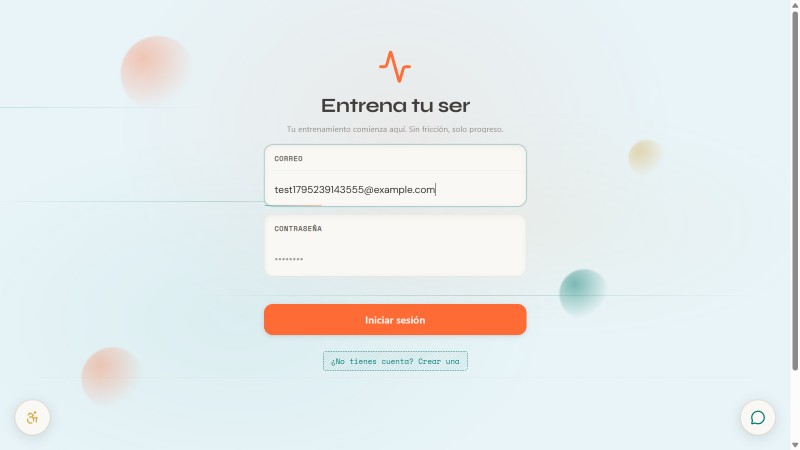 Entrena tu ser
Tu entrenamiento comienza aquí. Sin fricción, solo progreso.
CORREO
test1795239143555@example.com
CONTRASEÑA
••••••••
Iniciar sesión
¿No tienes cuenta? Crear una